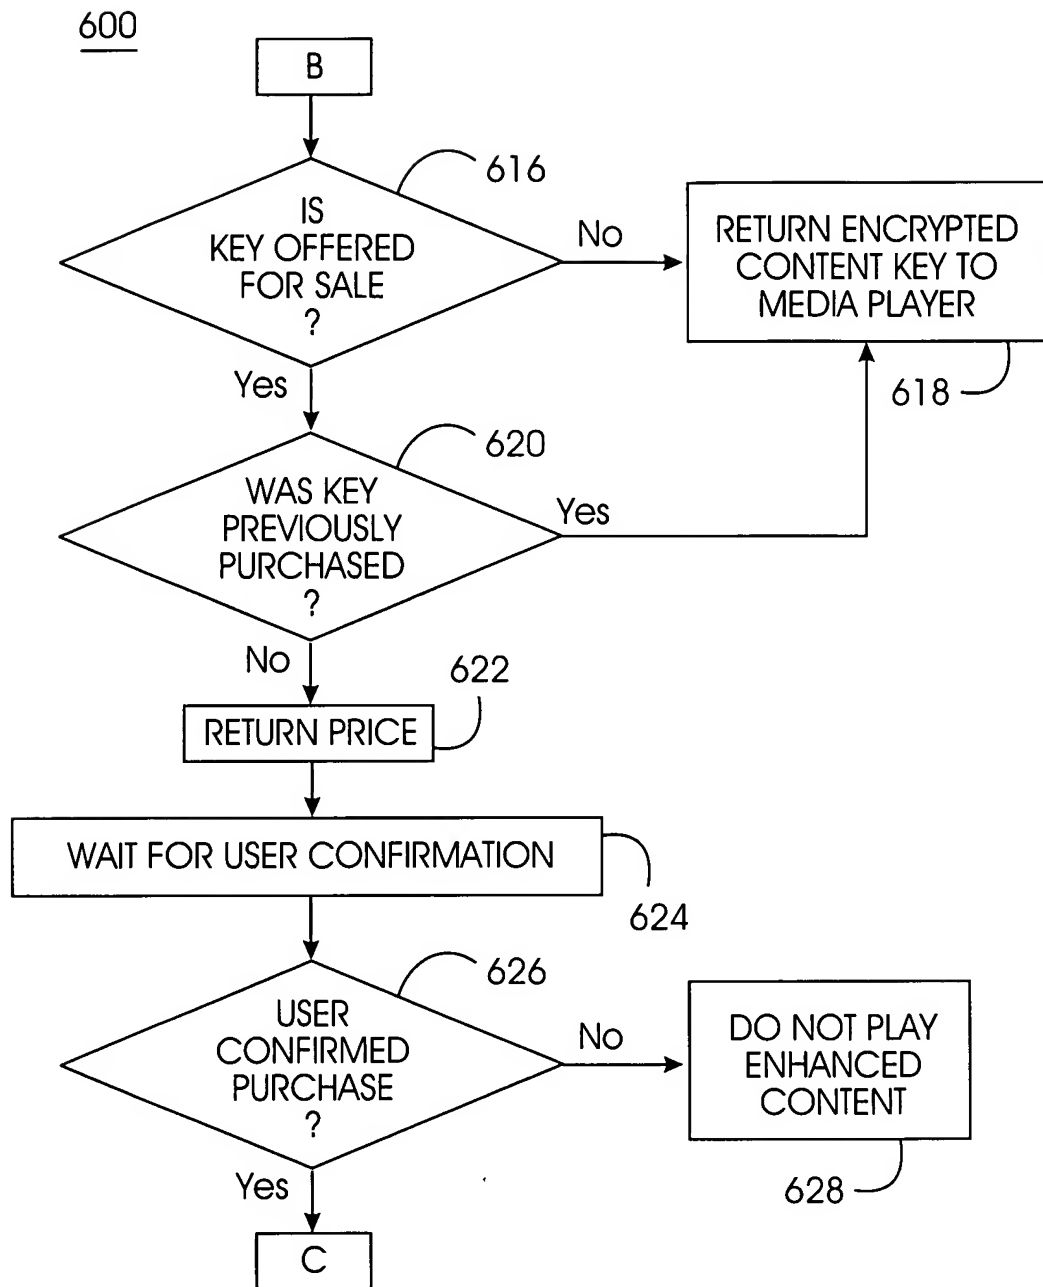 600
B
616
IS
KEY OFFERED
FOR SALE
?
No
RETURN ENCRYPTED
CONTENT KEY TO
MEDIA PLAYER
618
Yes
620
WAS KEY
PREVIOUSLY
PURCHASED
?
Yes
No
622
RETURN PRICE
WAIT FOR USER CONFIRMATION
624
626
USER
CONFIRMED
PURCHASE
?
No
DO NOT PLAY
ENHANCED
CONTENT
628
Yes
C